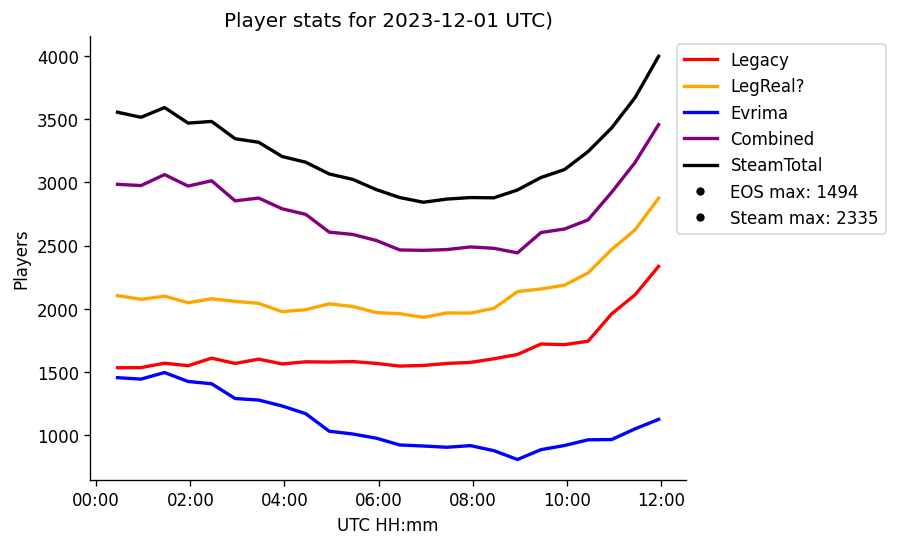 Player stats for 2023-12-01 UTC)
4000
3500
3000
2500
2000
1500
1000
Players
00:00 02:00 04:00 06:00 08:00 10:00 12:00
UTC HH:mm
Legacy
LegReal?
Evrima
Combined
SteamTotal
EOS max: 1494
Steam max: 2335